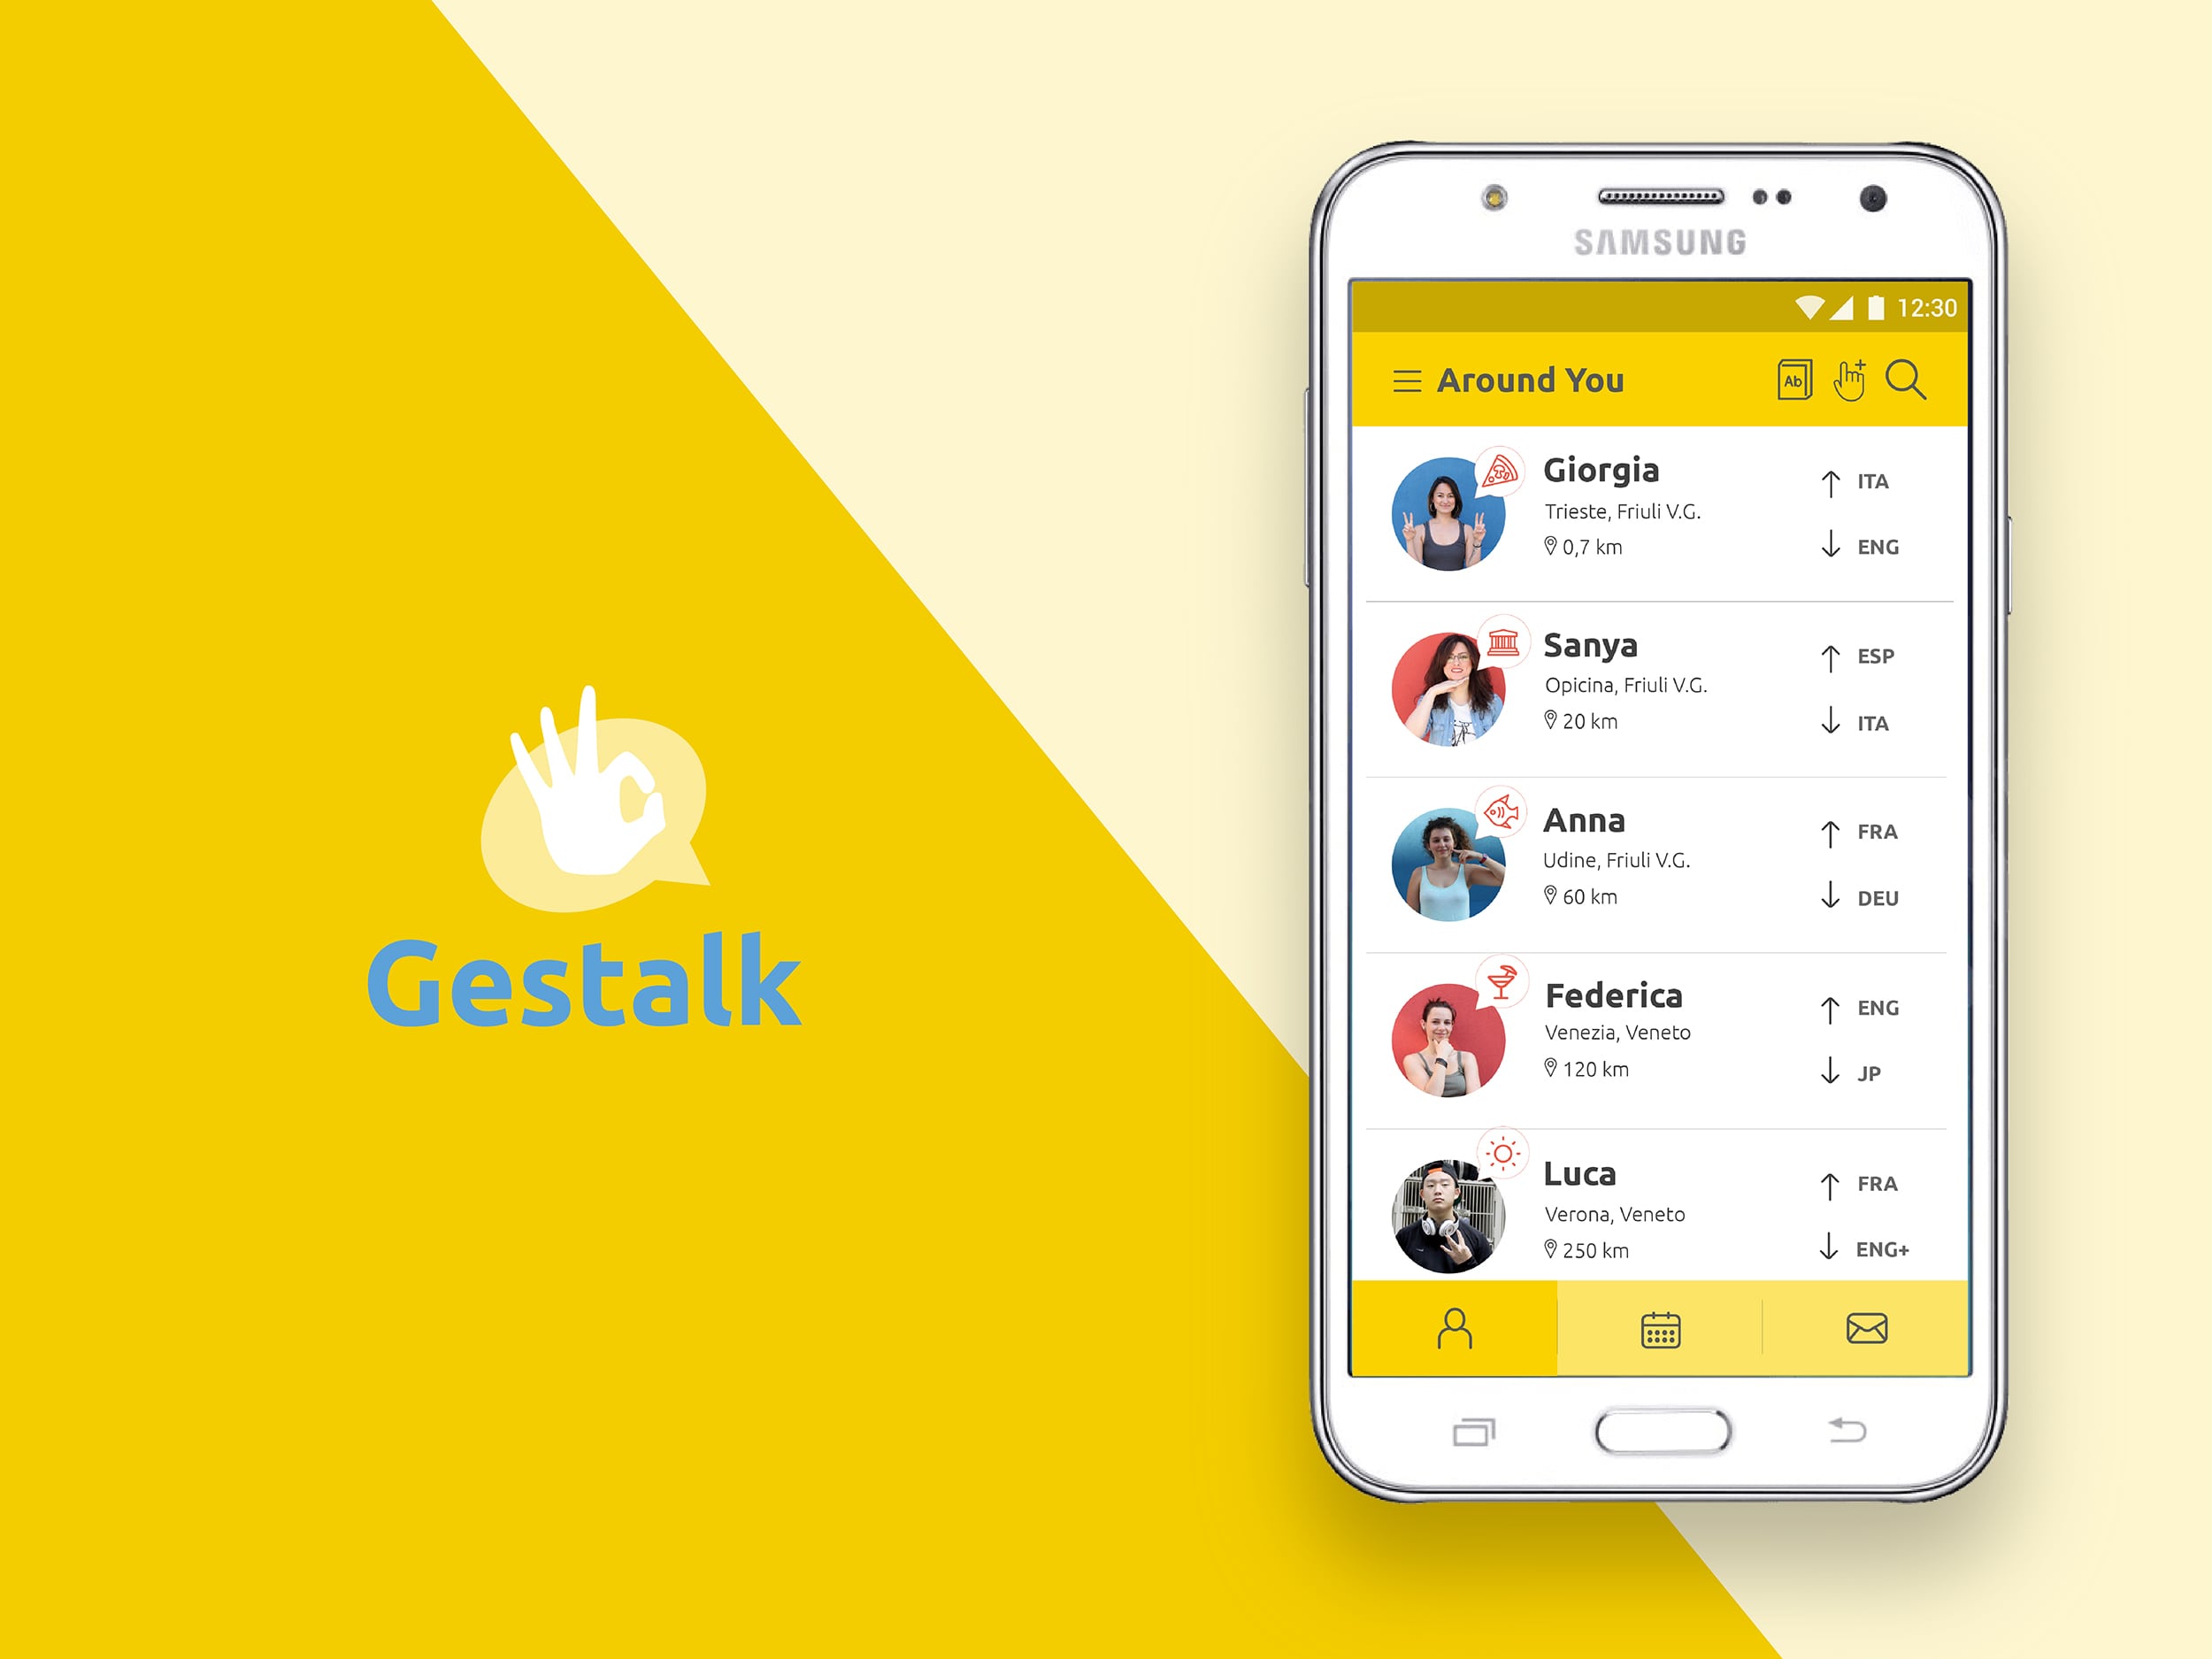 Gestalk
SAMSUNG
12:30
Around You
Ab
Giorgia
Trieste, Friuli V.G.
0,7 km
ITA
ENG
Sanya
Opicina, Friuli V.G.
20 km
ESP
ITA
Anna
Udine, Friuli V.G.
60 km
FRA
DEU
Federica
Venezia, Veneto
120 km
ENG
JP
Luca
Verona, Veneto
250 km
FRA
ENG+